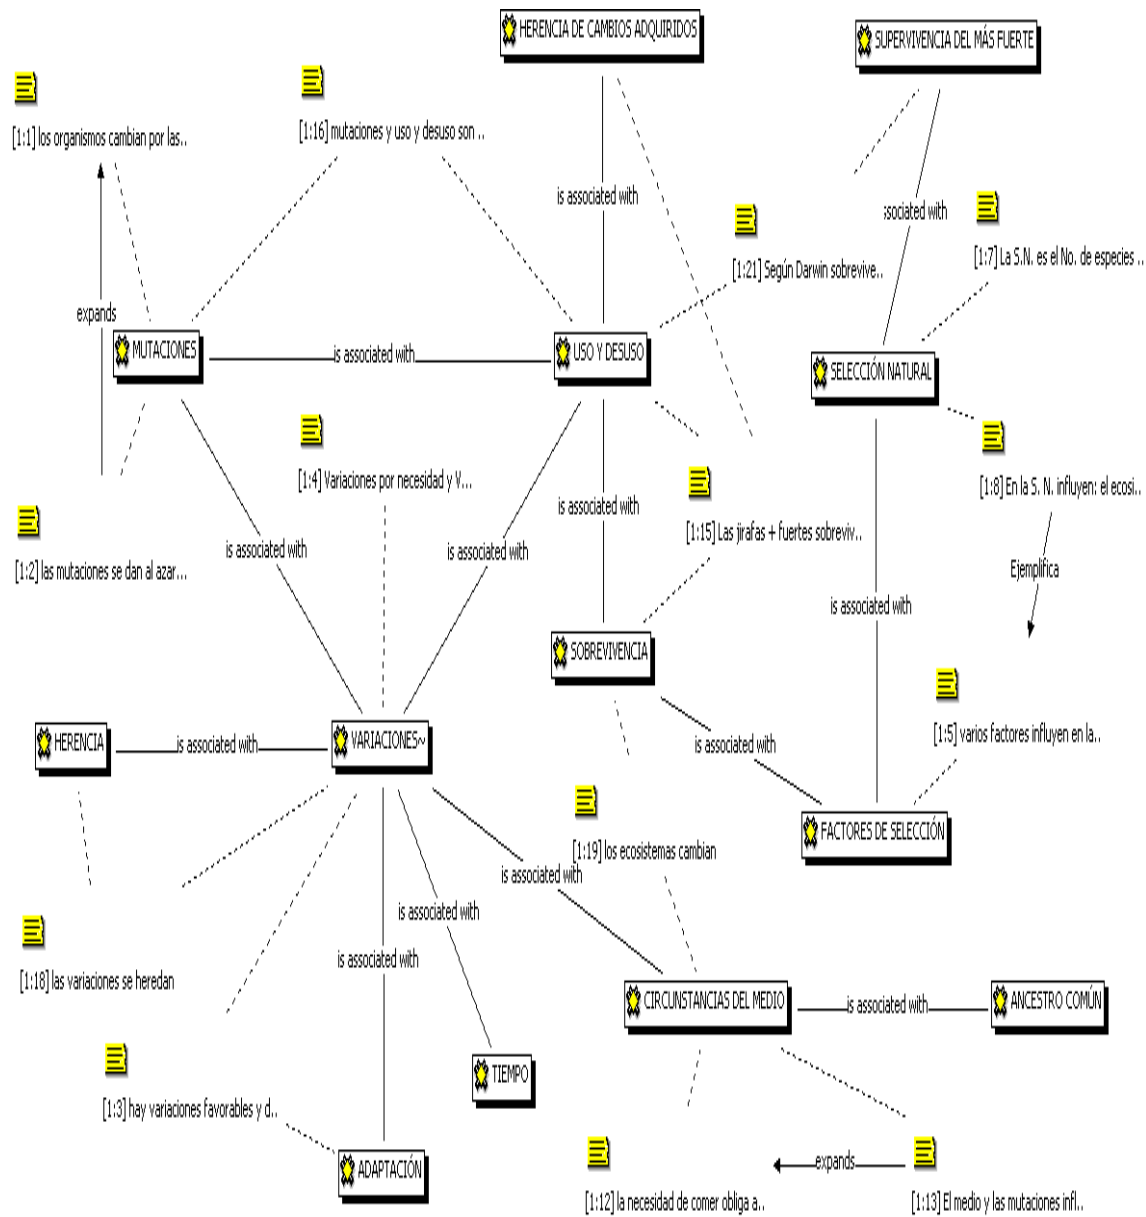 HERENCIA DE CAMBIOS ADQUIRIDOS
SUPERVIVENCIA DEL MÁS FUERTE
[1:1] los organismos cambian por las..
[1:16] mutaciones y uso y desuso son ..
is associated with
ssociated with
[1:7] La S.N. es el No. de especies ..
[1:21] Según Darwin sobrevive..
expands
MUTACIONES
is associated with
USO Y DESUSO
SELECCIÓN NATURAL
[1:4] Variaciones por necesidad y V...
[1:8] En la S. N. influyen: el ecosi..
[1:15] Las jirafas + fuertes sobreviv..
is associated with
[1:2] las mutaciones se dan al azar...
is associated with
is associated with
Ejemplifica
is associated with
SOBREVIVENCIA
HERENCIA
is associated with
VARIACIONES~
is associated with
[1:5] varios factores influyen en la..
FACTORES DE SELECCIÓN
[1:19] los ecosistemas cambian
is associated with
is associated with
is associated with
[1:18] las variaciones se heredan
CIRCUNSTANCIAS DEL MEDIO
is associated with
ANCESTRO COMÚN
TIEMPO
[1:3] hay variaciones favorables y d..
ADAPTACIÓN
expands
[1:12] la necesidad de comer obliga a..
[1:13] El medio y las mutaciones infl..